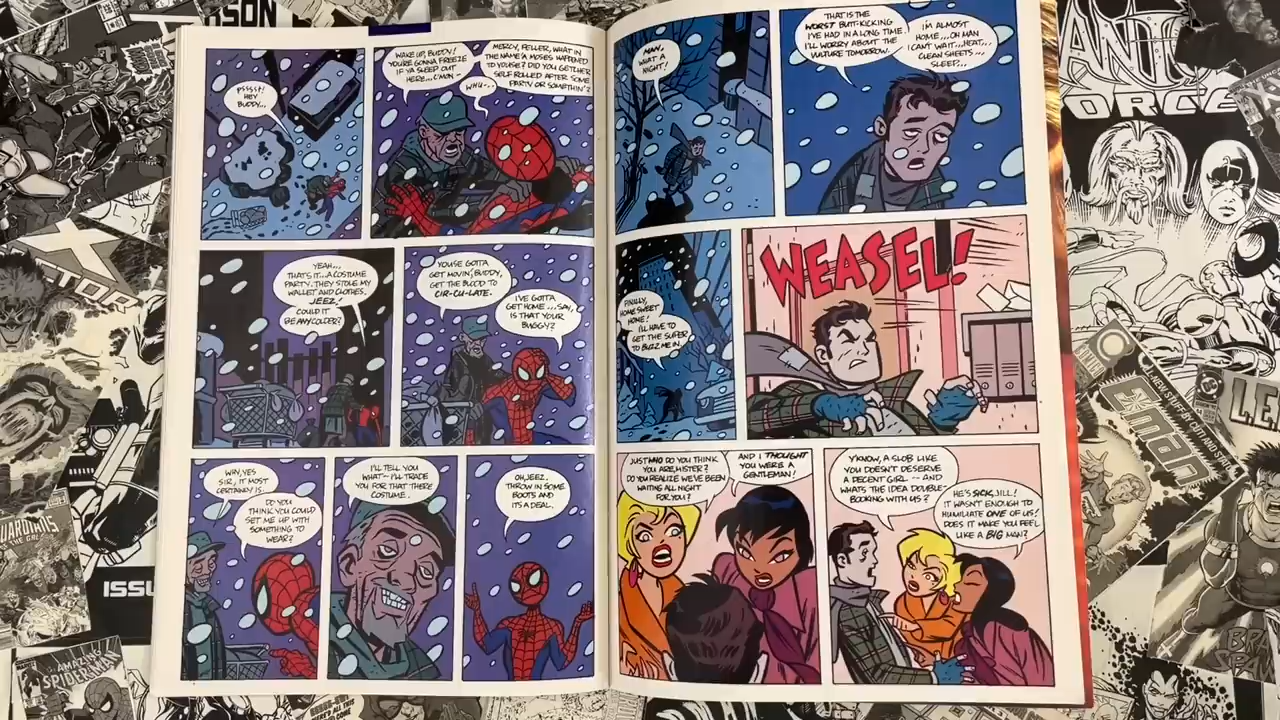 PSSST!
HEY
BUDDY...
WAKE UP, BUDDY!
YOU'RE GONNA FREEZE
IF YA SLEEP OUT
HERE... C'MON -
WHU--
MERCY, FELLER, WHAT IN
THE NAME A' MOSES HAPPENED
TO YOUSE? DID YOU GET HER
SELF ROLLED AFTER SOME
PARTY OR SOMETHIN'?
YEAH...
THAT'S IT...A COSTUME
PARTY. THEY STOLE MY
WALLET AND CLOTHES.
JEEZ!
COULD IT
BE ANY COLDER?
YOUSE GOTTA
GET MOVIN', BUDDY,
GET THE BLOOD TO
CIR-CU-LATE.
I'VE GOTTA
GET HOME... SAY,
IS THAT YOUR
BUGGY?
WHY, YES
SIR, IT MOST
CERTAINLY IS.
DO YOU
THINK YOU COULD
SET ME UP WITH
SOMETHING TO
WEAR?
I'LL TELL YOU
WHAT-- I'LL TRADE
YOU FOR THAT THERE
COSTUME.
OH, JEEZ.
THROW IN SOME
BOOTS AND
IT'S A DEAL.
MAN,
WHAT A
NIGHT!
THAT IS THE
WORST BUTT-KICKING
I'VE HAD IN A LONG TIME.
I'LL WORRY ABOUT THE
VULTURE TOMORROW.
I'M ALMOST
HOME... OH MAN
I CAN'T WAIT...HEAT...
CLEAN SHEETS...
SLEEP...
FINALLY,
HOME SWEET
HOME!
I'LL HAVE TO
GET THE SUPER
TO BUZZ ME IN.
WEASEL!
JUST WHO DO YOU THINK
YOU ARE, MISTER?
DO YOU REALIZE WE'VE BEEN
WAITING ALL NIGHT
FOR YOU?
AND I THOUGHT
YOU WERE A
GENTLEMAN!
Y'KNOW, A SLOB LIKE
YOU DOESN'T DESERVE
A DECENT GIRL -- AND
WHATS THE IDEA DOUBLE
BOOKING WITH US?
HE'S SICK, JILL!
IT WASN'T ENOUGH TO
HUMILIATE ONE OF US!
DOES IT MAKE YOU FEEL
LIKE A BIG MAN?
ORCE
ISSU
THE AMAZING
SPIDER-MAN